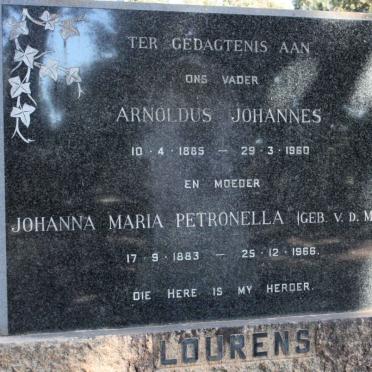 TER GEDAGTENIS AAN
ONS VADER
ARNOLDUS JOHANNES
10 · 4 · 1885 — 29 · 3 · 1960
EN MOEDER
JOHANNA MARIA PETRONELLA (GEB. V. D. M
17 · 9 · 1883 — 25 · 12 · 1966.
DIE HERE IS MY HERDER.
LOURENS